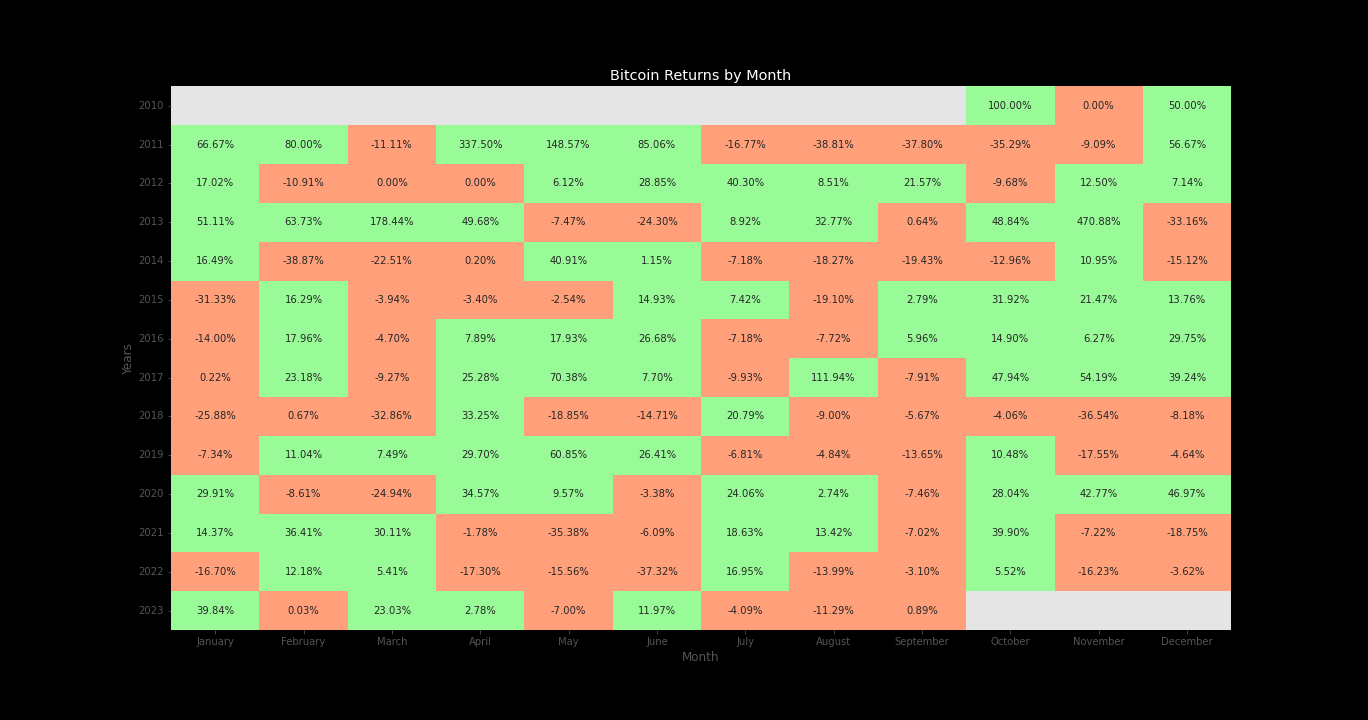 Bitcoin Returns by Month
2010 100.00% 0.00% 50.00%
2011 66.67% 80.00% -11.11% 337.50% 148.57% 85.06% -16.77% -38.81% -37.80% -35.29% -9.09% 56.67%
2012 17.02% -10.91% 0.00% 0.00% 6.12% 28.85% 40.30% 8.51% 21.57% -9.68% 12.50% 7.14%
2013 51.11% 63.73% 178.44% 49.68% -7.47% -24.30% 8.92% 32.77% 0.64% 48.84% 470.88% -33.16%
2014 16.49% -38.87% -22.51% 0.20% 40.91% 1.15% -7.18% -18.27% -19.43% -12.96% 10.95% -15.12%
2015 -31.33% 16.29% -3.94% -3.40% -2.54% 14.93% 7.42% -19.10% 2.79% 31.92% 21.47% 13.76%
2016 -14.00% 17.96% -4.70% 7.89% 17.93% 26.68% -7.18% -7.72% 5.96% 14.90% 6.27% 29.75%
Years
2017 0.22% 23.18% -9.27% 25.28% 70.38% 7.70% -9.93% 111.94% -7.91% 47.94% 54.19% 39.24%
2018 -25.88% 0.67% -32.86% 33.25% -18.85% -14.71% 20.79% -9.00% -5.67% -4.06% -36.54% -8.18%
2019 -7.34% 11.04% 7.49% 29.70% 60.85% 26.41% -6.81% -4.84% -13.65% 10.48% -17.55% -4.64%
2020 29.91% -8.61% -24.94% 34.57% 9.57% -3.38% 24.06% 2.74% -7.46% 28.04% 42.77% 46.97%
2021 14.37% 36.41% 30.11% -1.78% -35.38% -6.09% 18.63% 13.42% -7.02% 39.90% -7.22% -18.75%
2022 -16.70% 12.18% 5.41% -17.30% -15.56% -37.32% 16.95% -13.99% -3.10% 5.52% -16.23% -3.62%
2023 39.84% 0.03% 23.03% 2.78% -7.00% 11.97% -4.09% -11.29% 0.89%
January February March April May June July August September October November December
Month